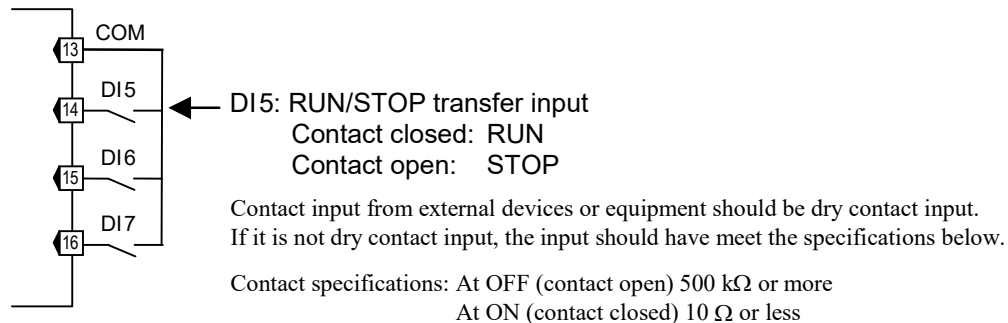 13 COM
14 DI5
15 DI6
16 DI7
DI5: RUN/STOP transfer input
Contact closed: RUN
Contact open: STOP
Contact input from external devices or equipment should be dry contact input.
If it is not dry contact input, the input should have meet the specifications below.
Contact specifications: At OFF (contact open) 500 kΩ or more
At ON (contact closed) 10 Ω or less